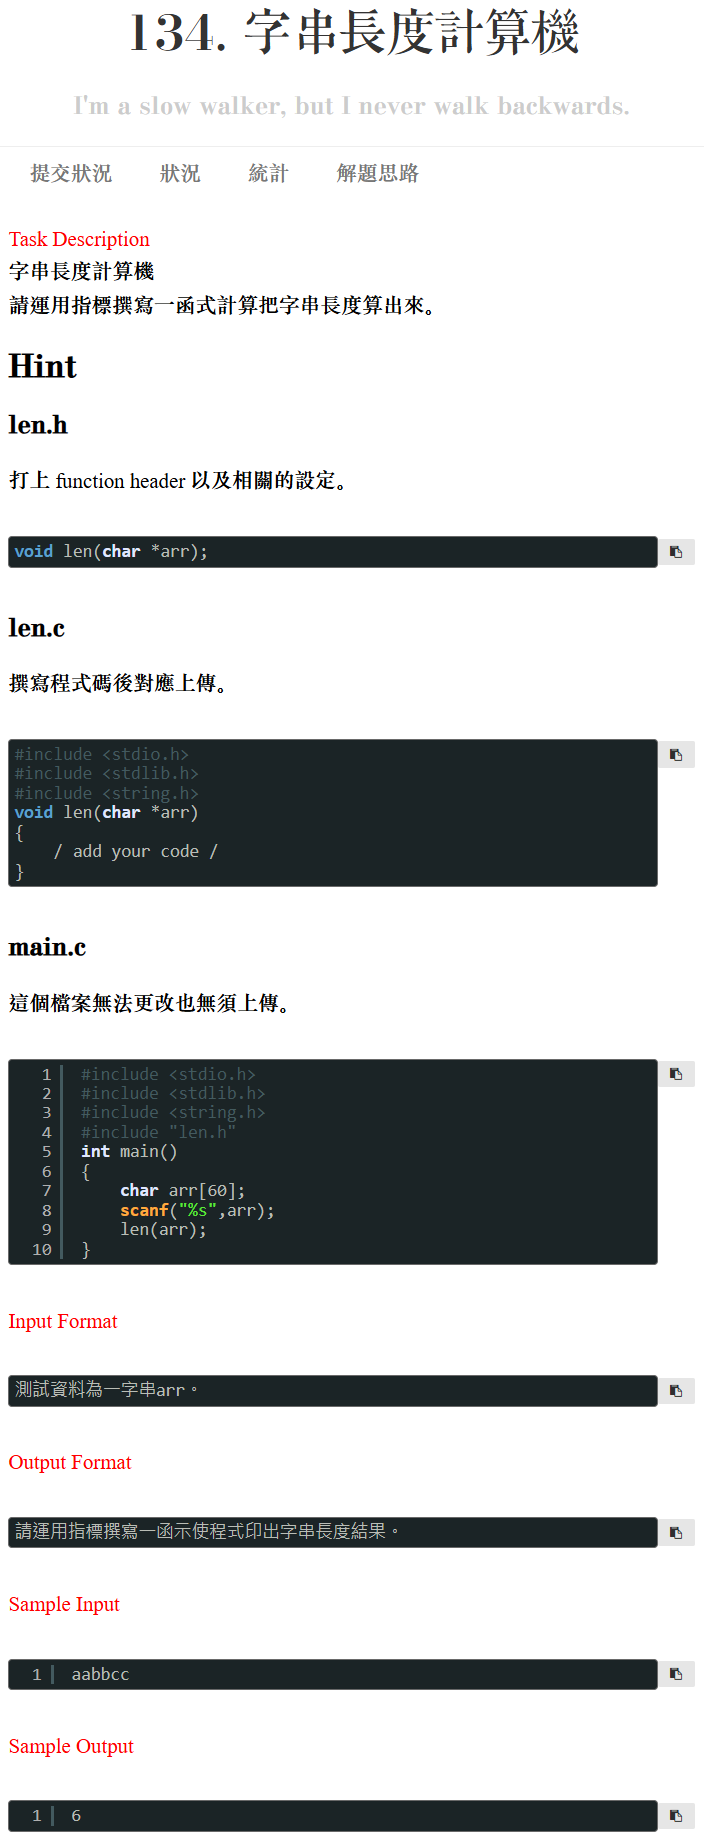 134. 字串長度計算機
I'm a slow walker, but I never walk backwards.
提交狀況 狀況 統計 解題思路
Task Description
字串長度計算機
請運用指標撰寫一函式計算把字串長度算出來。
Hint
len.h
打上 function header 以及相關的設定。
void len(char *arr);
len.c
撰寫程式碼後對應上傳。
#include <stdio.h>
#include <stdlib.h>
#include <string.h>
void len(char *arr)
{
    / add your code /
}
main.c
這個檔案無法更改也無須上傳。
1 #include <stdio.h>
2 #include <stdlib.h>
3 #include <string.h>
4 #include "len.h"
5 int main()
6 {
7     char arr[60];
8     scanf("%s",arr);
9     len(arr);
10 }
Input Format
測試資料為一字串arr。
Output Format
請運用指標撰寫一函示使程式印出字串長度結果。
Sample Input
1 aabbcc
Sample Output
1 6